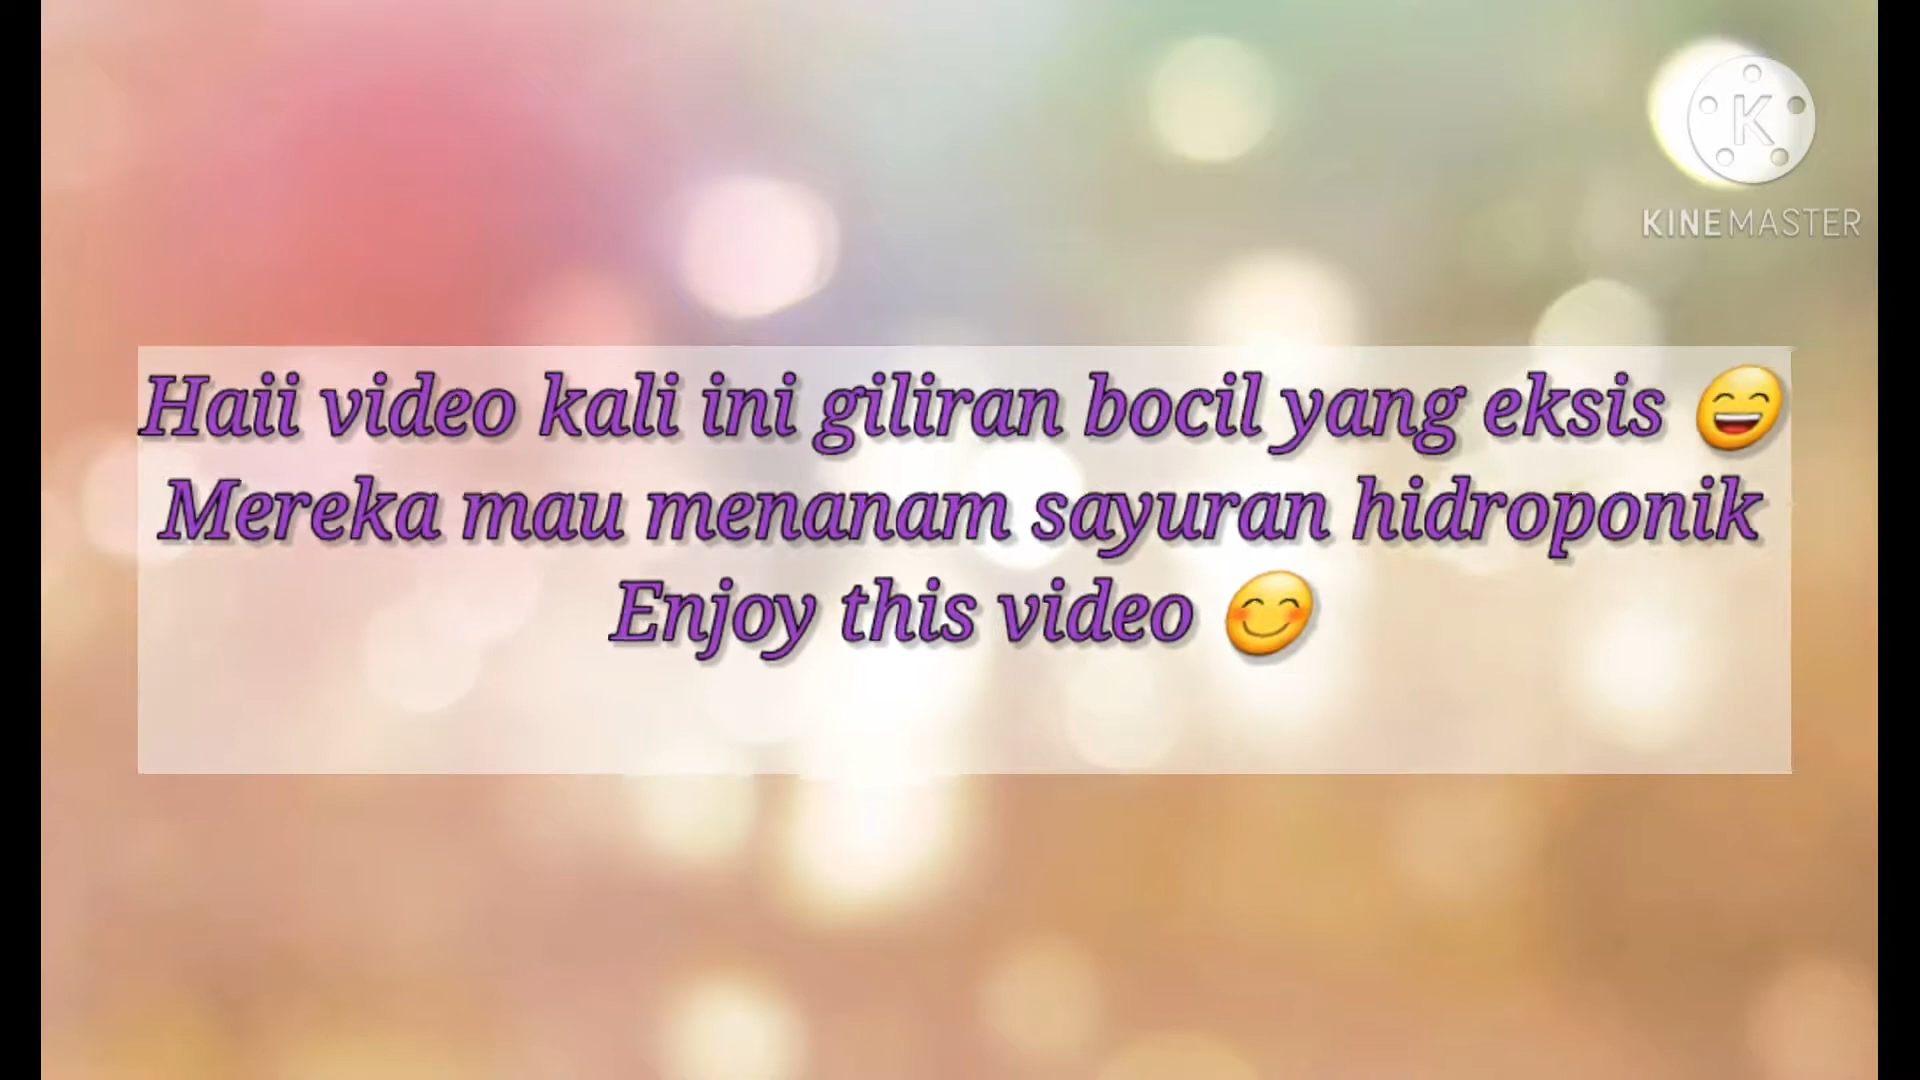 K
KINEMASTER
Haii video kali ini giliran bocil yang eksis 😄
Mereka mau menanam sayuran hidroponik
Enjoy this video 😊